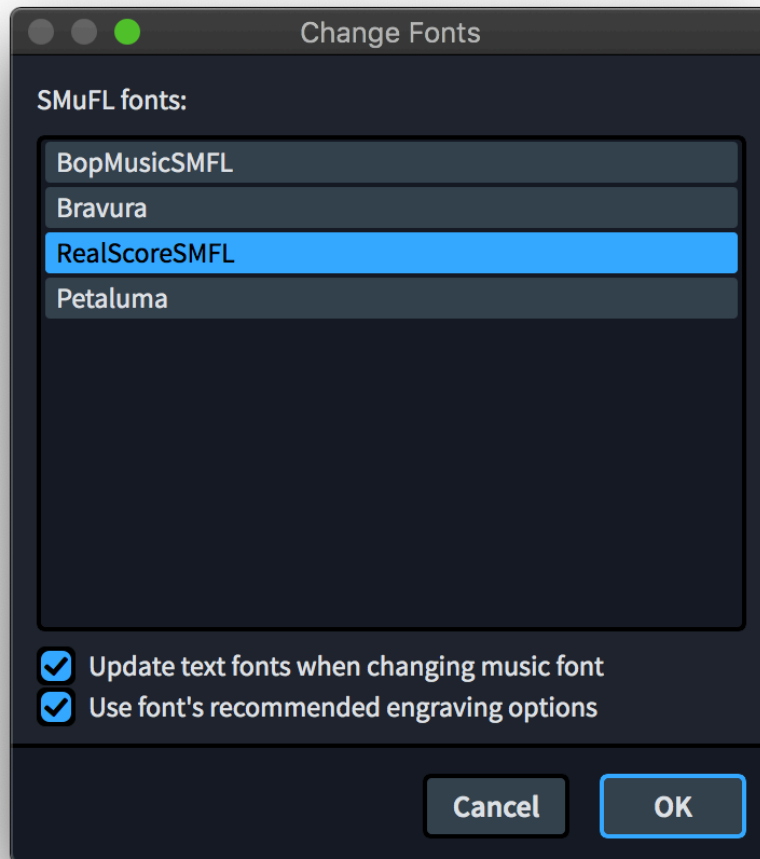 Change Fonts
SMuFL fonts:
BopMusicSMFL
Bravura
RealScoreSMFL
Petaluma
Update text fonts when changing music font
Use font's recommended engraving options
Cancel OK